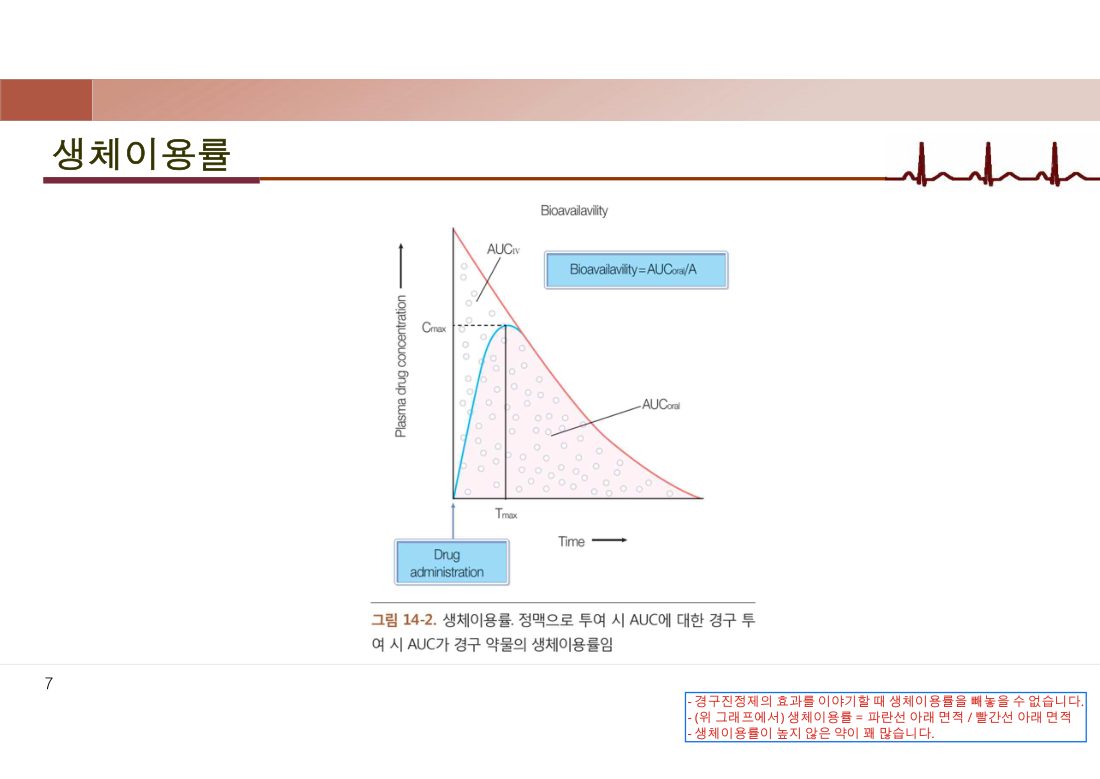 생체이용률
Bioavailavility
AUCIV
Bioavailavility=AUCoral/A
Plasma drug concentration
Cmax
AUCoral
Tmax
Time
Drug
administration
그림 14-2. 생체이용률. 정맥으로 투여 시 AUC에 대한 경구 투
여 시 AUC가 경구 약물의 생체이용률임
7
- 경구진정제의 효과를 이야기할 때 생체이용률을 빼놓을 수 없습니다.
- (위 그래프에서) 생체이용률 = 파란선 아래 면적 / 빨간선 아래 면적
- 생체이용률이 높지 않은 약이 꽤 많습니다.